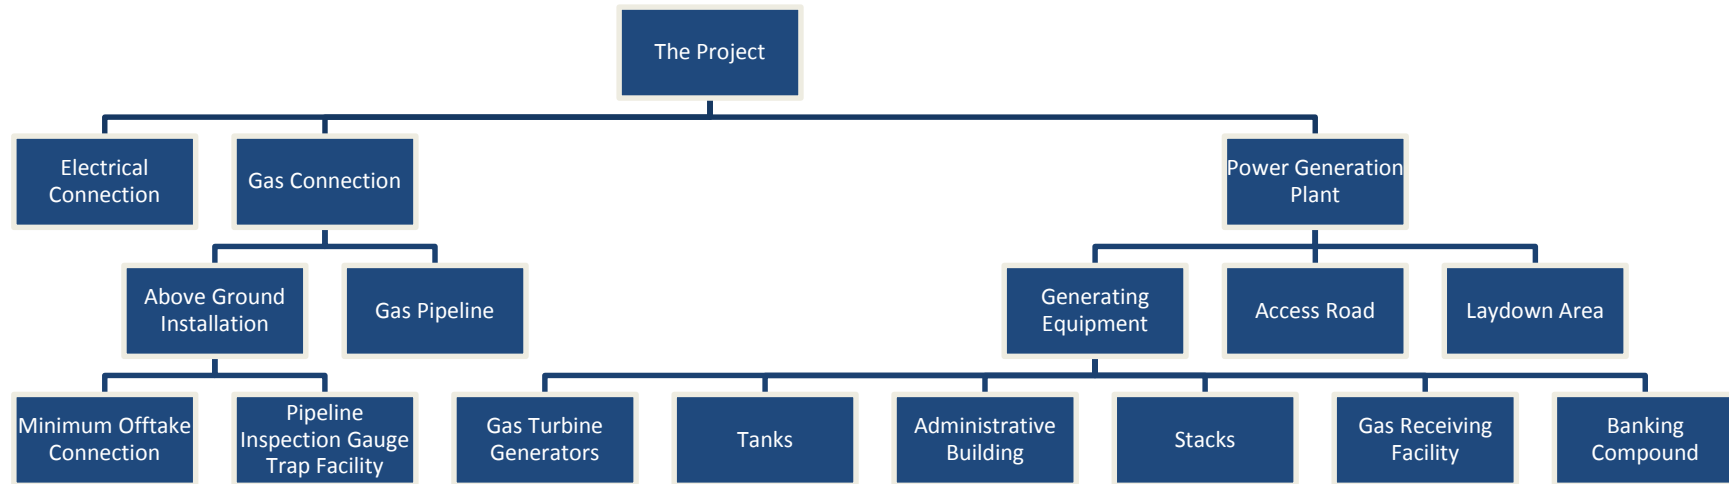 The Project
Electrical
Connection
Gas Connection
Power Generation
Plant
Above Ground
Installation
Gas Pipeline
Generating
Equipment
Access Road
Laydown Area
Minimum Offtake
Connection
Pipeline
Inspection Gauge
Trap Facility
Gas Turbine
Generators
Tanks
Administrative
Building
Stacks
Gas Receiving
Facility
Banking
Compound